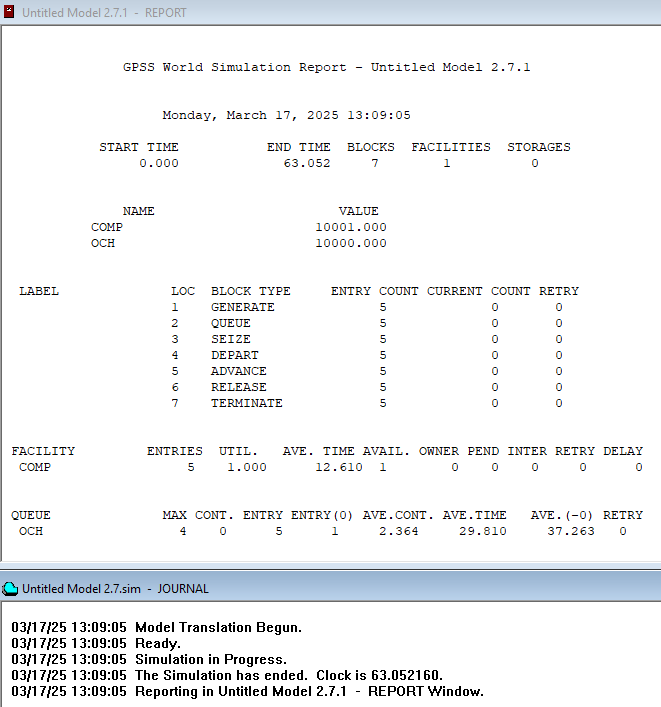 Untitled Model 2.7.1 - REPORT
GPSS World Simulation Report - Untitled Model 2.7.1
Monday, March 17, 2025 13:09:05
START TIME END TIME BLOCKS FACILITIES STORAGES
0.000 63.052 7 1 0
NAME VALUE
COMP 10001.000
OCH 10000.000
LABEL LOC BLOCK TYPE ENTRY COUNT CURRENT COUNT RETRY
1 GENERATE 5 0 0
2 QUEUE 5 0 0
3 SEIZE 5 0 0
4 DEPART 5 0 0
5 ADVANCE 5 0 0
6 RELEASE 5 0 0
7 TERMINATE 5 0 0
FACILITY ENTRIES UTIL. AVE. TIME AVAIL. OWNER PEND INTER RETRY DELAY
COMP 5 1.000 12.610 1 0 0 0 0 0
QUEUE MAX CONT. ENTRY ENTRY(0) AVE.CONT. AVE.TIME AVE.(-0) RETRY
OCH 4 0 5 1 2.364 29.810 37.263 0
Untitled Model 2.7.sim - JOURNAL
03/17/25 13:09:05 Model Translation Begun.
03/17/25 13:09:05 Ready.
03/17/25 13:09:05 Simulation in Progress.
03/17/25 13:09:05 The Simulation has ended. Clock is 63.052160.
03/17/25 13:09:05 Reporting in Untitled Model 2.7.1 - REPORT Window.